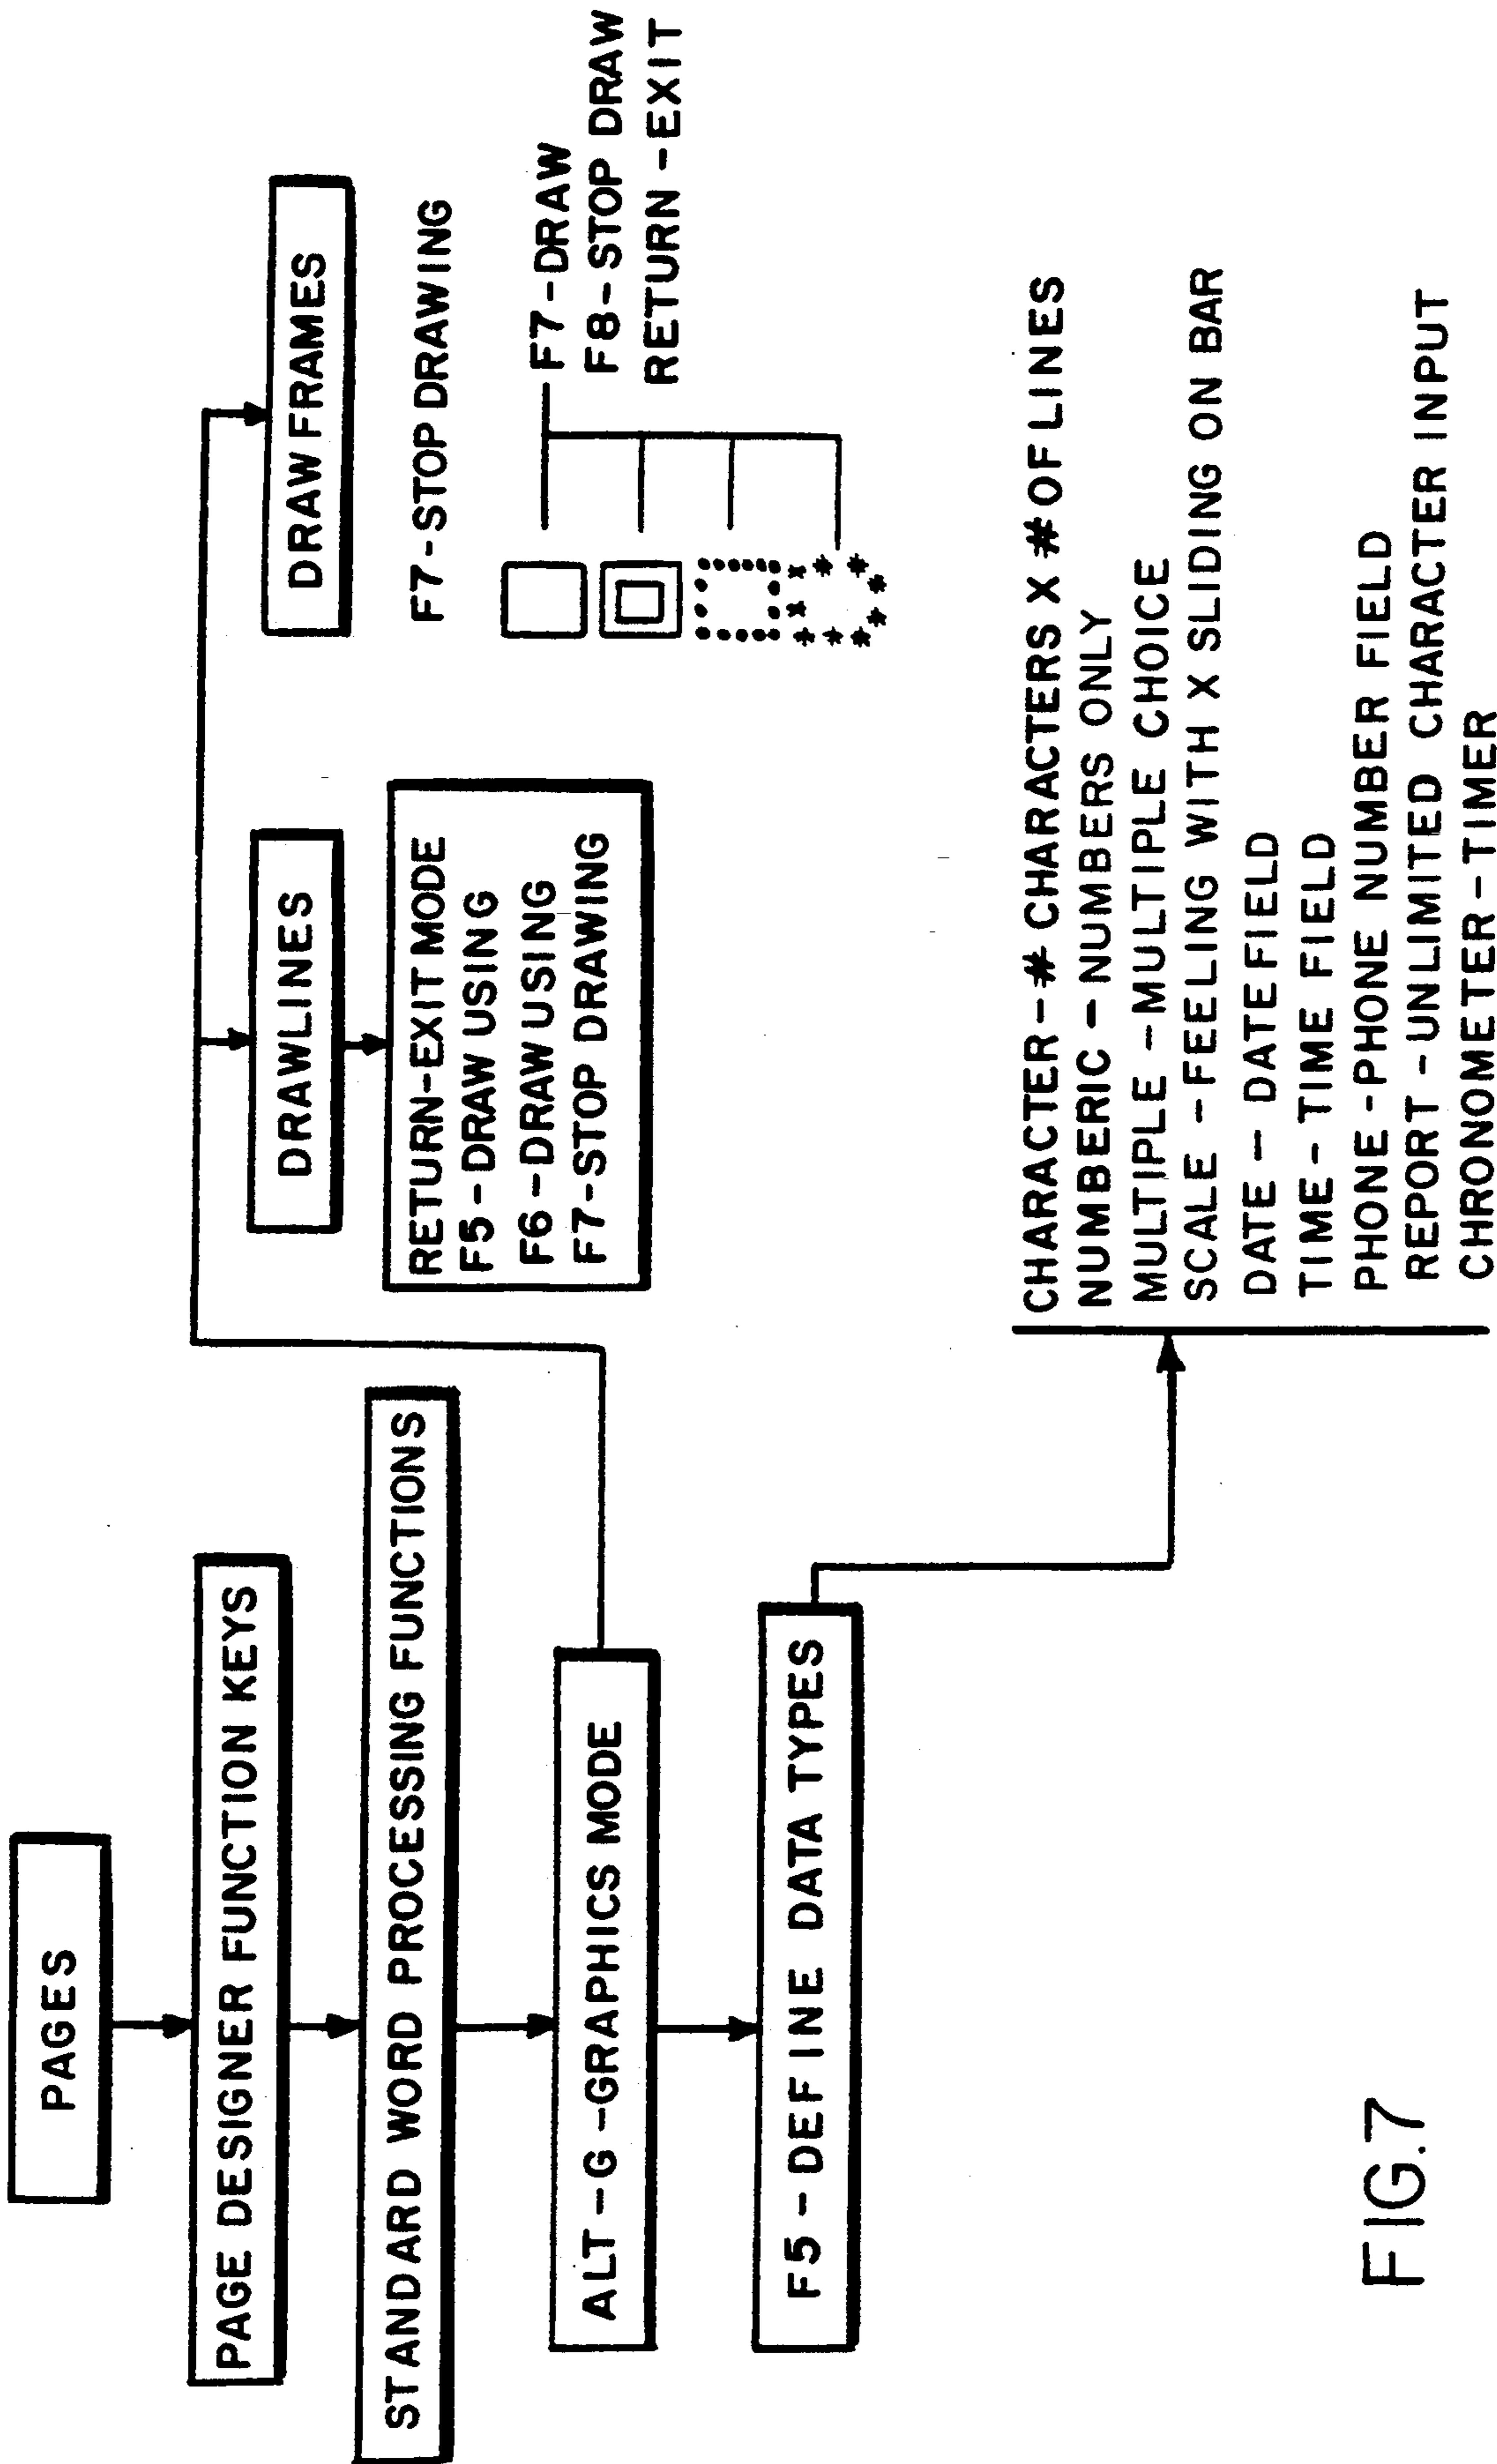 PAGES
PAGE DESIGNER FUNCTION KEYS
STANDARD WORD PROCESSING FUNCTIONS
ALT-G-GRAPHICS MODE
F5-DEFINE DATA TYPES
DRAWLINES
RETURN-EXIT MODE
F5-DRAW USING
F6-DRAW USING
F7-STOP DRAWING
DRAW FRAMES
F7-STOP DRAWING
F7-DRAW
F8-STOP DRAW
RETURN-EXIT
CHARACTER-# CHARACTERS X # OF LINES
NUMBERIC-NUMBERS ONLY
MULTIPLE-MULTIPLE CHOICE
SCALE-FEELING WITH X SLIDING ON BAR
DATE-DATEFIELD
TIME-TIME FIELD
PHONE-PHONE NUMBER FIELD
REPORT-UNLIMITED CHARACTER INPUT
CHRONOMETER-TIMER
FIG.7